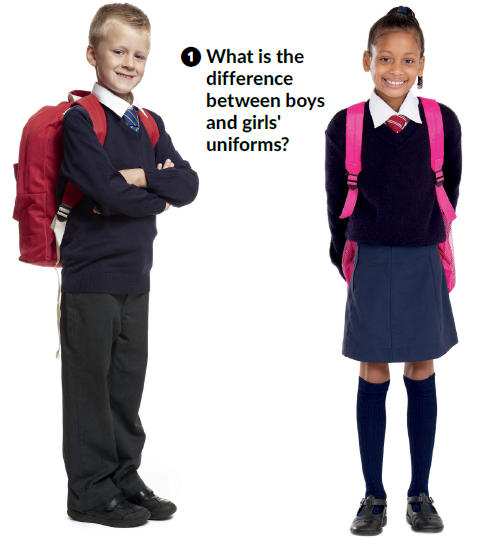 1 What is the
difference
between boys
and girls'
uniforms?